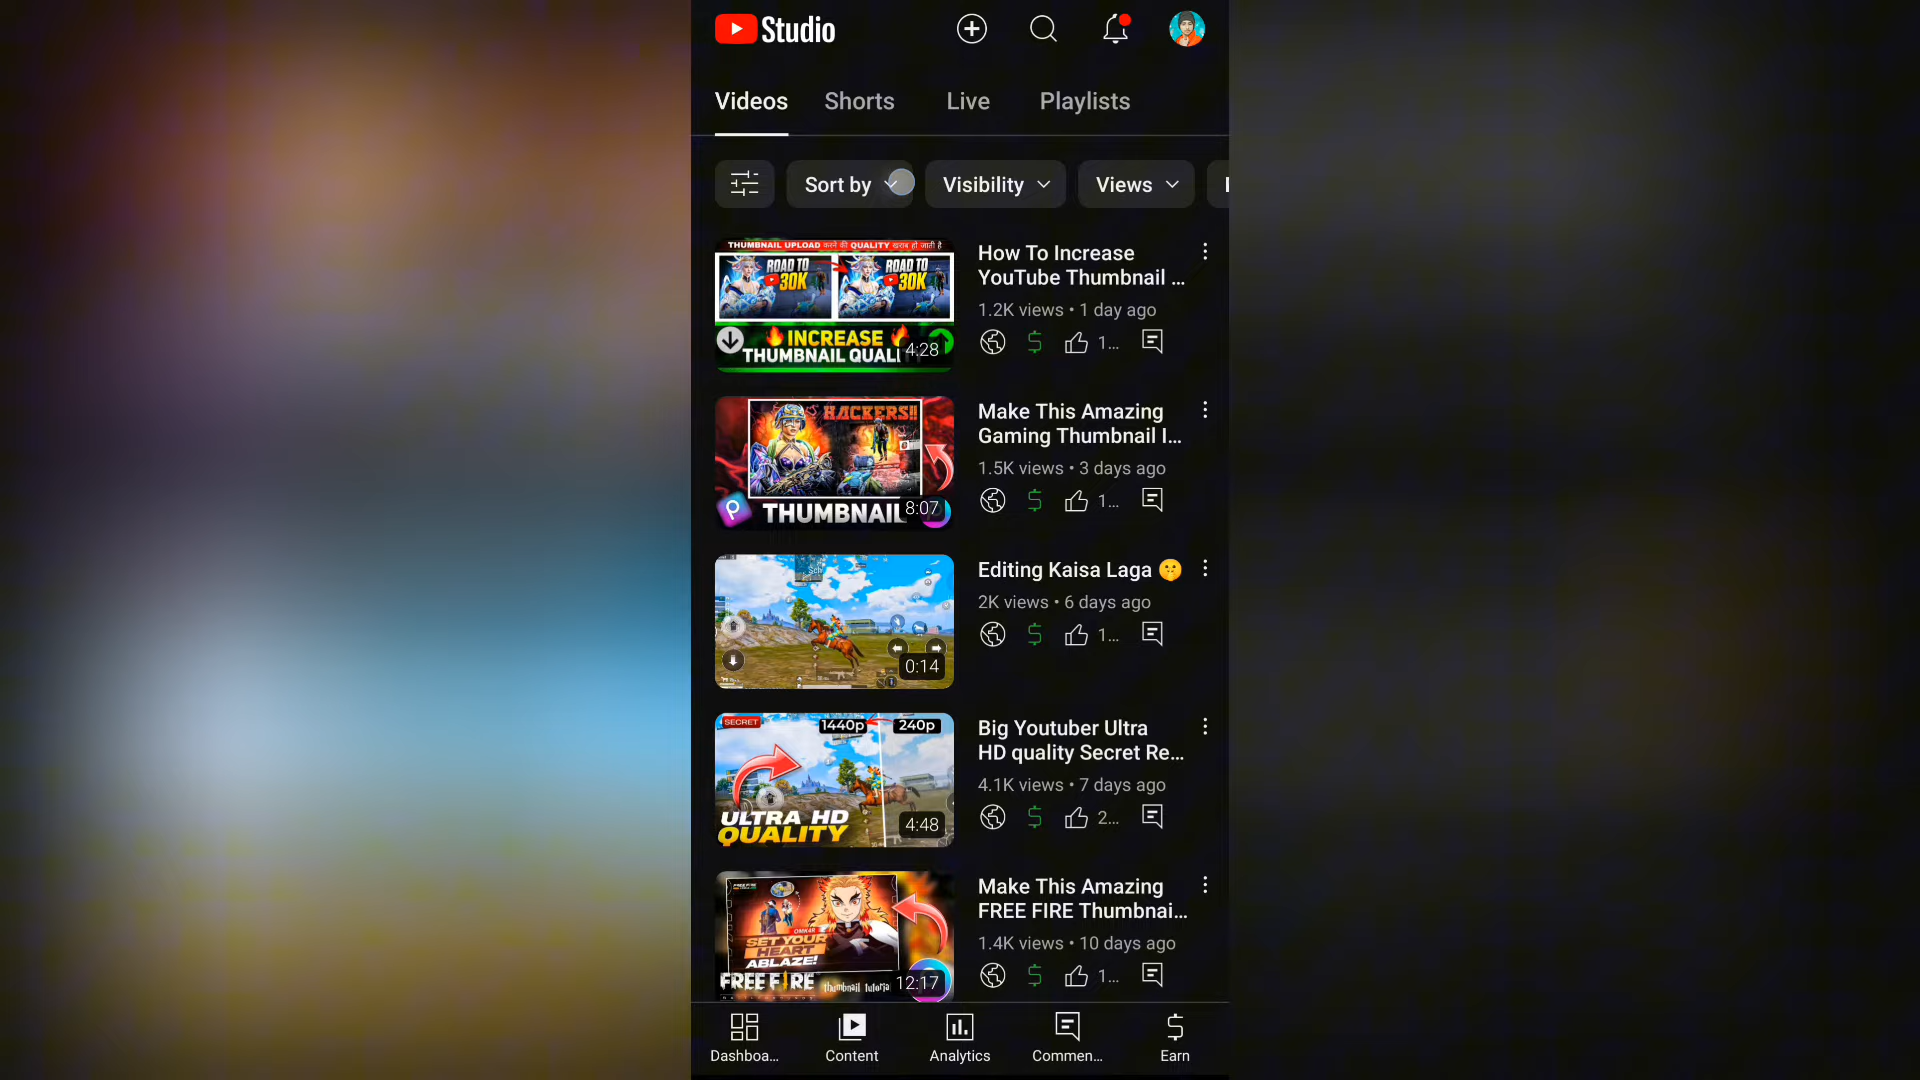 Studio
Videos Shorts Live Playlists
Sort by Visibility Views
THUMBNAIL UPLOAD करने की QUALITY खराब हो जाती है
ROAD TO 30K ROAD TO 30K
INCREASE
THUMBNAIL QUALI
4:28
How To Increase
YouTube Thumbnail ...
1.2K views • 1 day ago
1...
HACKERS!!
THUMBNAIL
8:07
Make This Amazing
Gaming Thumbnail I...
1.5K views • 3 days ago
1...
0:14
Editing Kaisa Laga 🤫
2K views • 6 days ago
1...
SECRET
1440p 240p
ULTRA HD
QUALITY
4:48
Big Youtuber Ultra
HD quality Secret Re...
4.1K views • 7 days ago
2...
OMKAR
SET YOUR
HEART
ABLAZE!
FREE FIRE thumbnail tutoria
12:17
Make This Amazing
FREE FIRE Thumbnai...
1.4K views • 10 days ago
1...
Dashboa... Content Analytics Commen... Earn